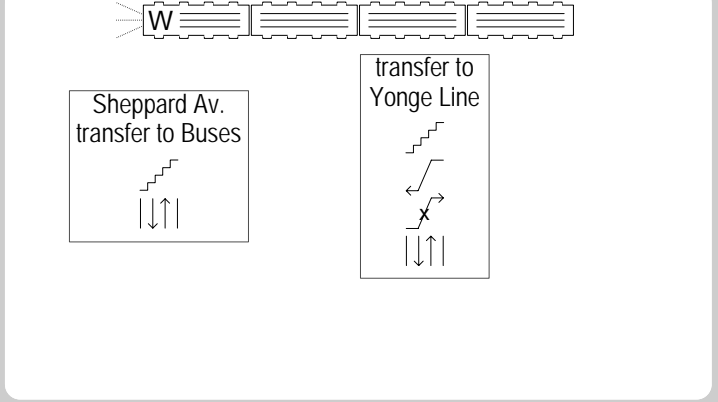 W
Sheppard Av.
transfer to Buses
transfer to
Yonge Line
x